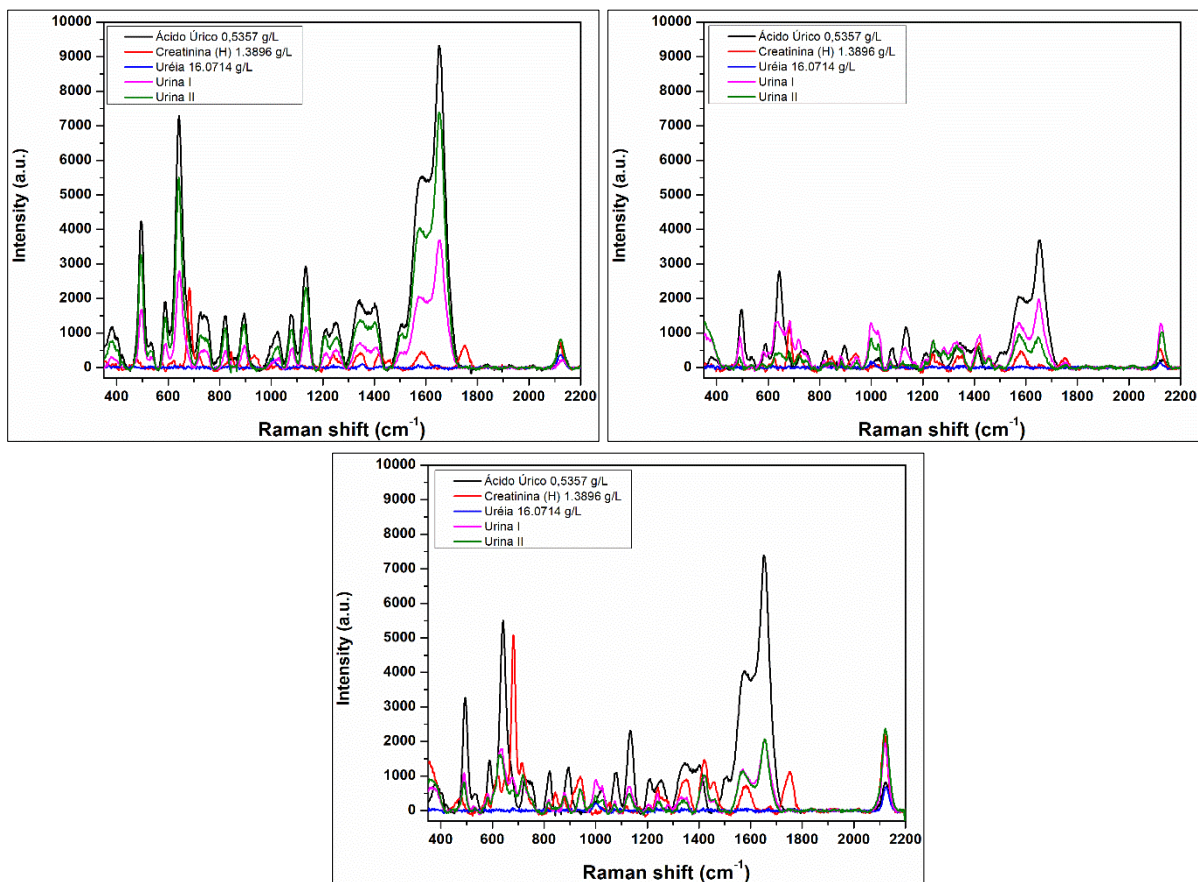 10000
9000
8000
7000
6000
5000
4000
3000
2000
1000
0
Intensity (a.u.)
Ácido Úrico 0,5357 g/L
Creatinina (H) 1.3896 g/L
Uréia 16.0714 g/L
Urina I
Urina II
400 600 800 1000 1200 1400 1600 1800 2000 2200
Raman shift (cm⁻¹)
10000
9000
8000
7000
6000
5000
4000
3000
2000
1000
0
Intensity (a.u.)
Ácido Úrico 0,5357 g/L
Creatinina (H) 1.3896 g/L
Uréia 16.0714 g/L
Urina I
Urina II
400 600 800 1000 1200 1400 1600 1800 2000 2200
Raman shift (cm⁻¹)
10000
9000
8000
7000
6000
5000
4000
3000
2000
1000
0
Intensity (a.u.)
Ácido Úrico 0,5357 g/L
Creatinina (H) 1.3896 g/L
Uréia 16.0714 g/L
Urina I
Urina II
400 600 800 1000 1200 1400 1600 1800 2000 2200
Raman shift (cm⁻¹)